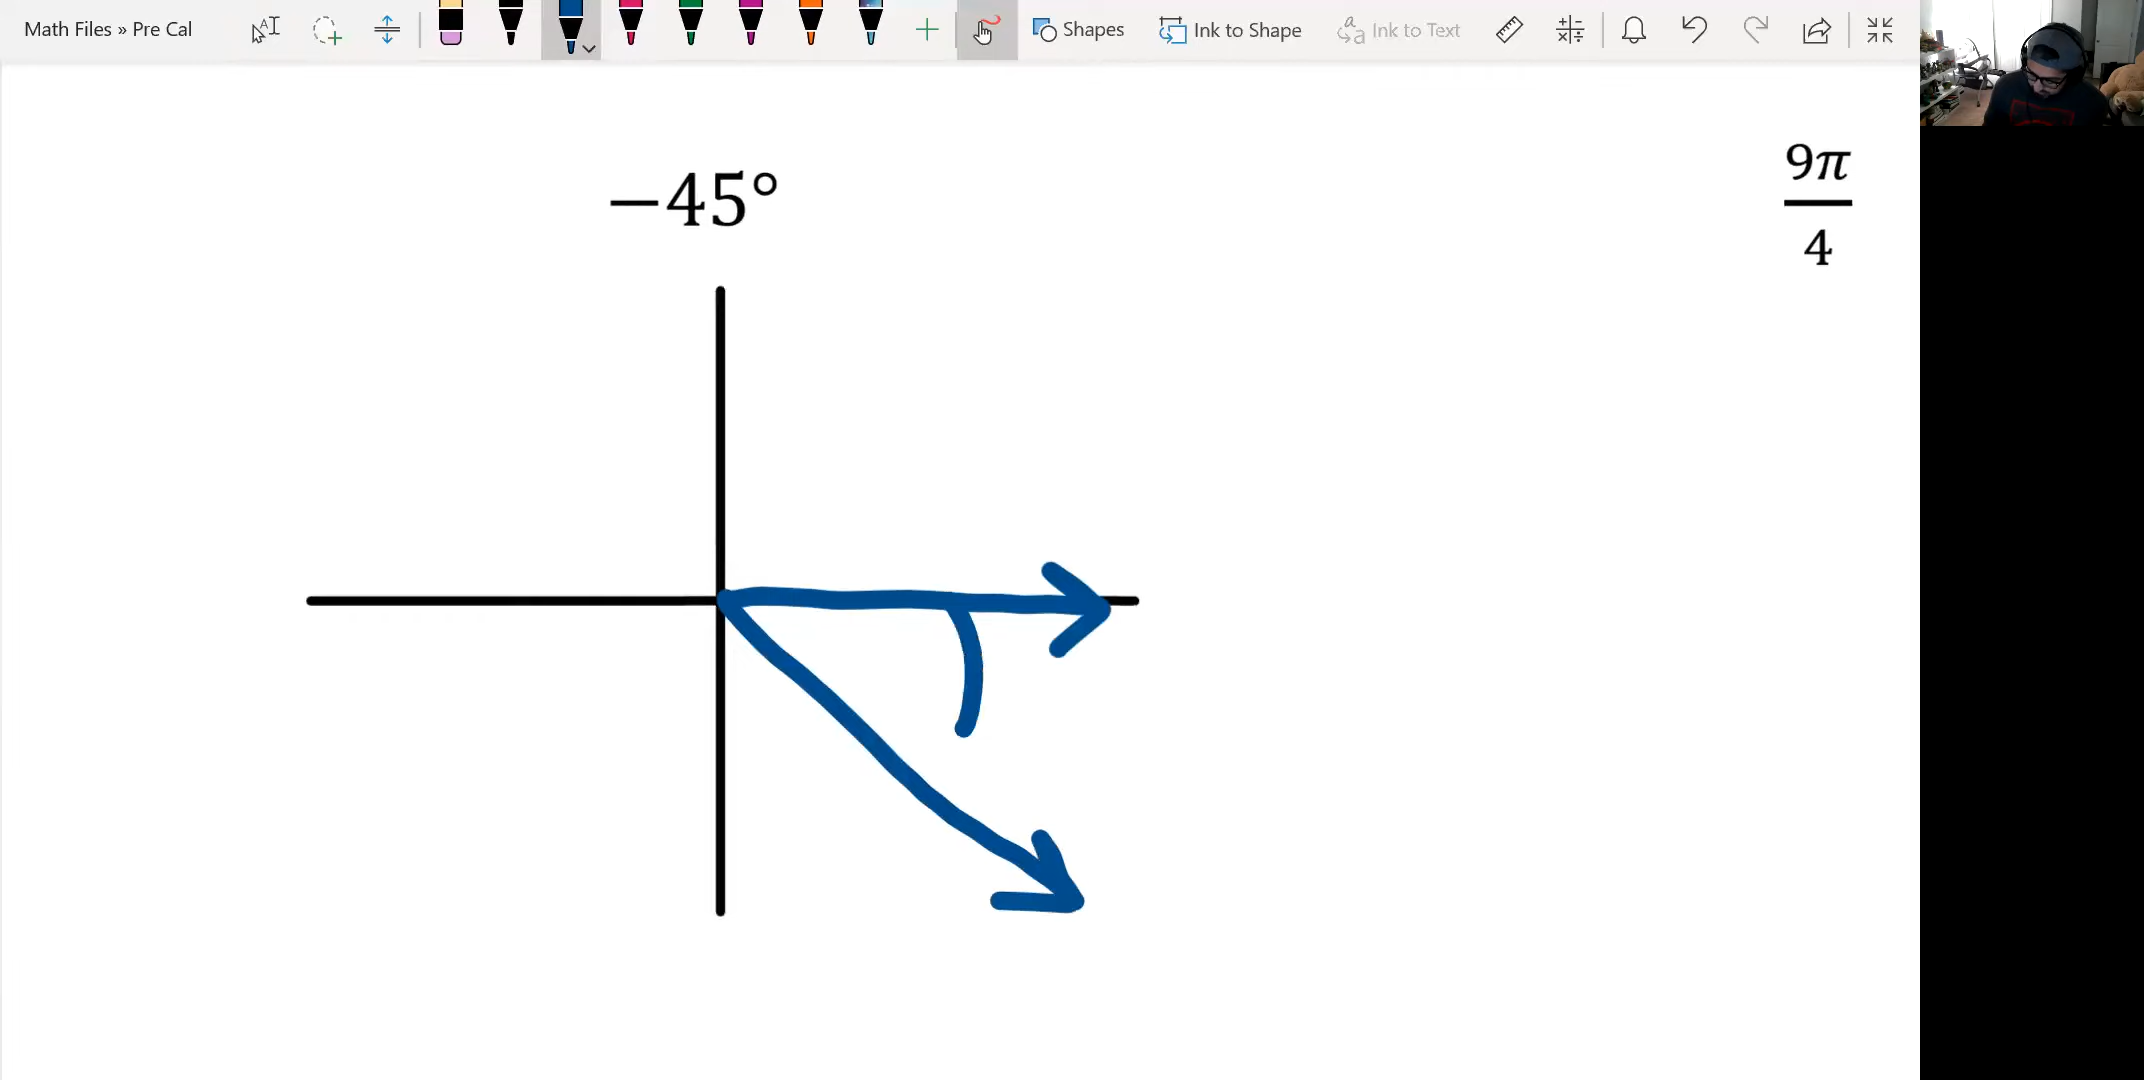 Math Files » Pre Cal
Shapes
Ink to Shape
Ink to Text
−45°
9π
4